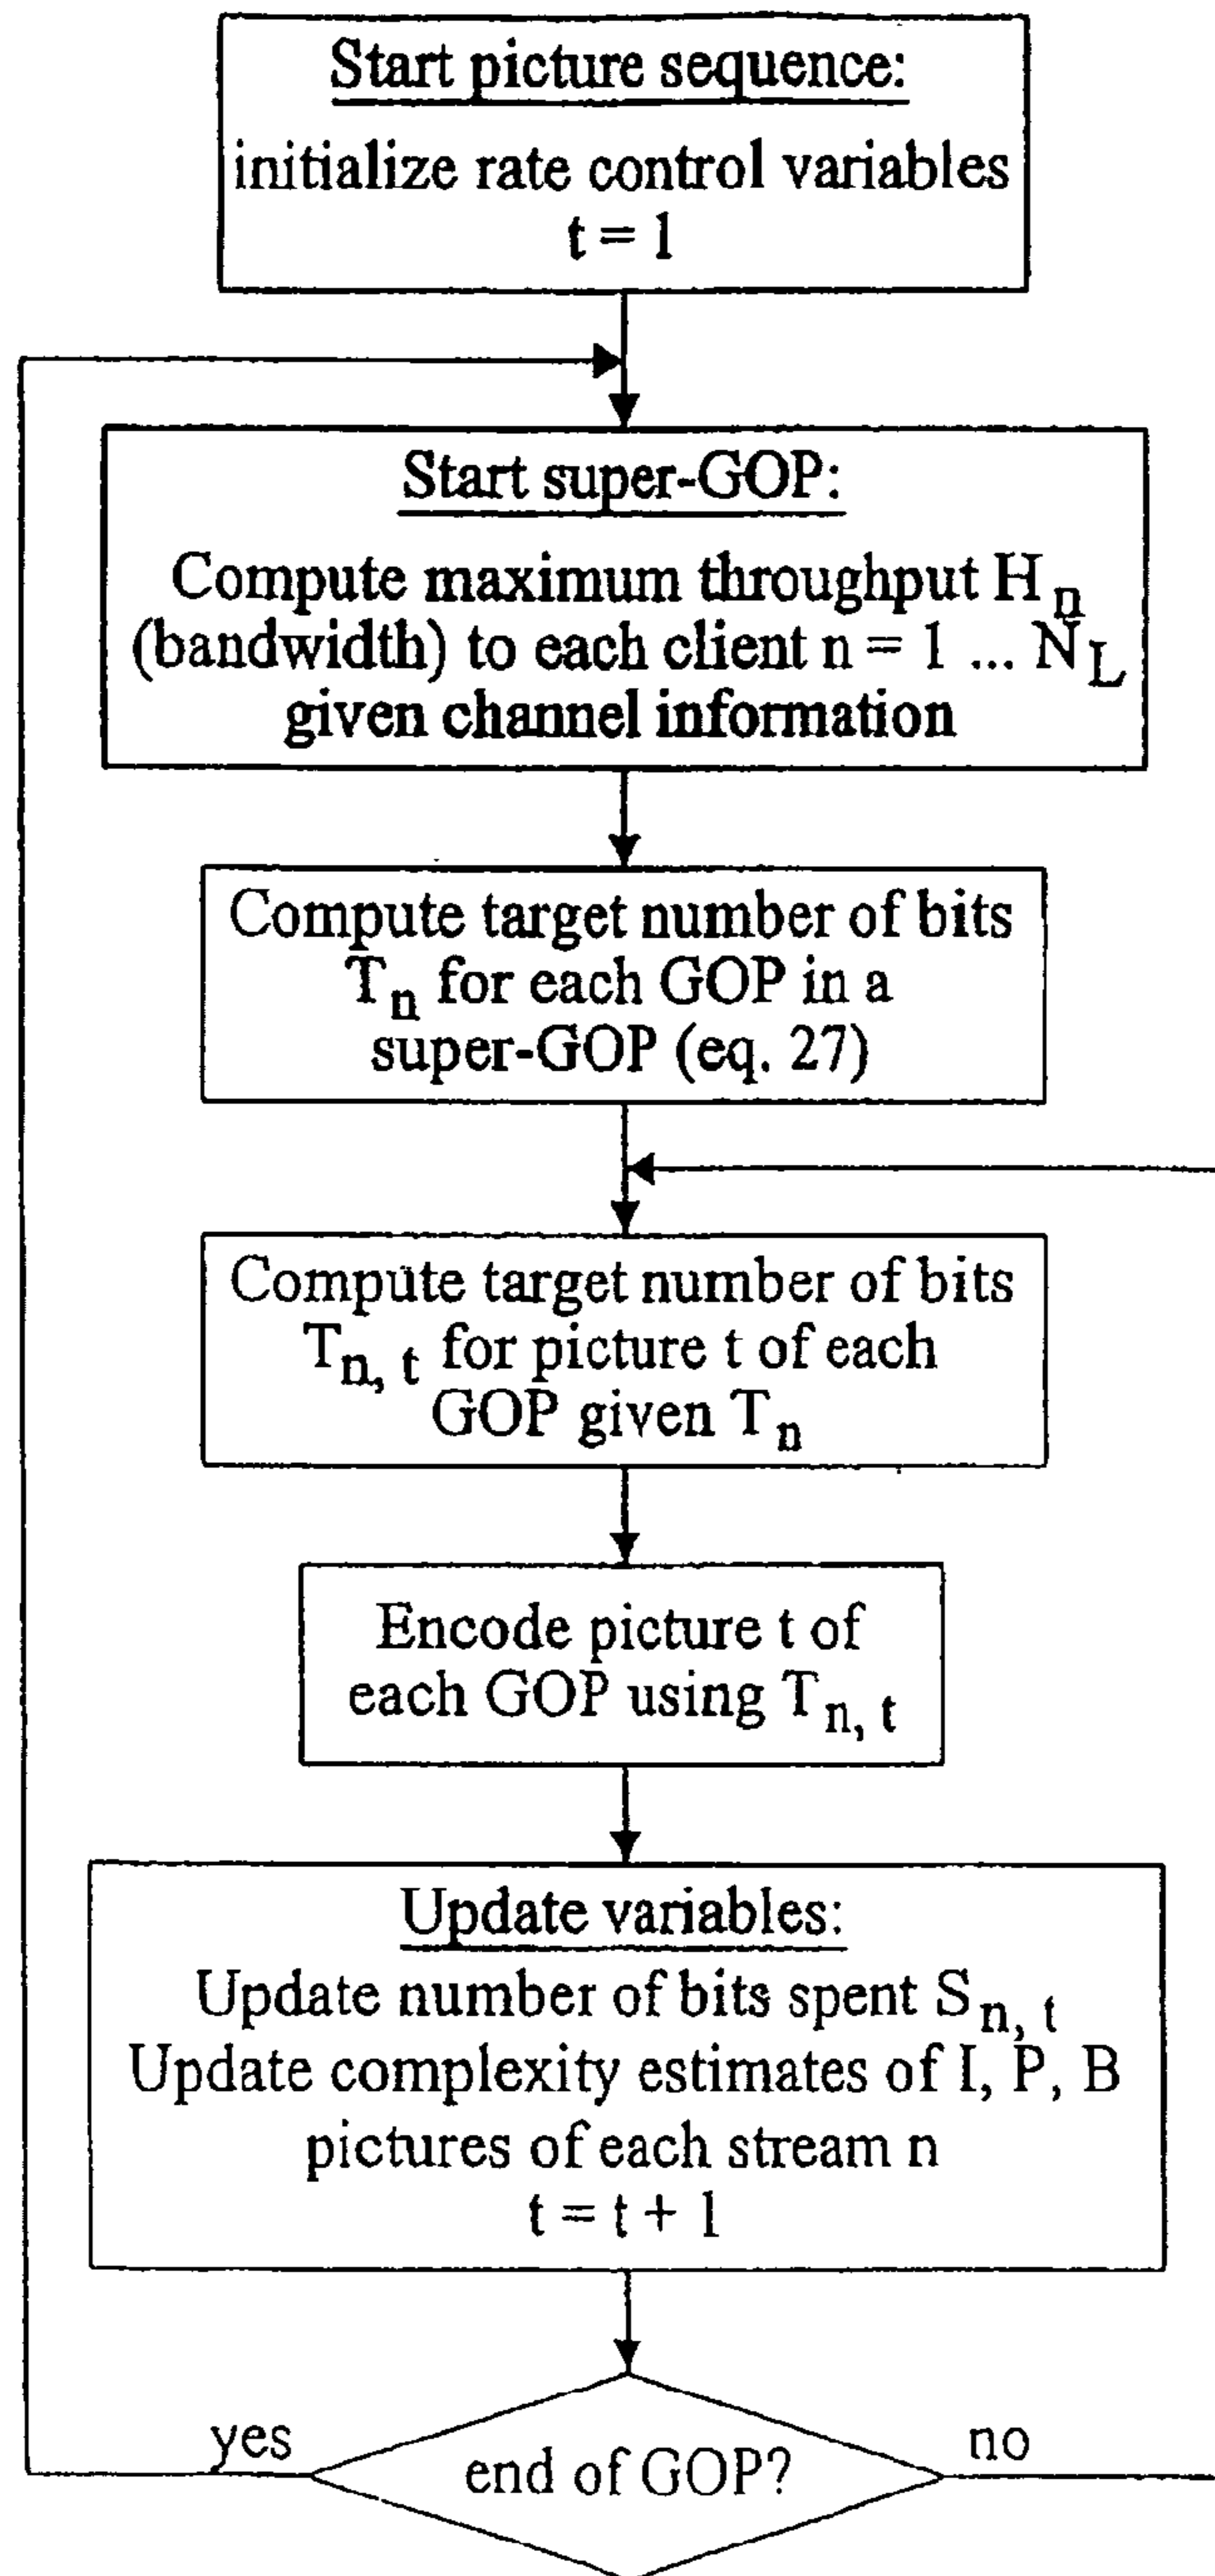 Start picture sequence:
initialize rate control variables
t = 1
Start super-GOP:
Compute maximum throughput H_n
(bandwidth) to each client n = 1 ... N_L
given channel information
Compute target number of bits
T_n for each GOP in a
super-GOP (eq. 27)
Compute target number of bits
T_{n, t} for picture t of each
GOP given T_n
Encode picture t of
each GOP using T_{n, t}
Update variables:
Update number of bits spent S_{n, t}
Update complexity estimates of I, P, B
pictures of each stream n
t = t + 1
yes
end of GOP?
no